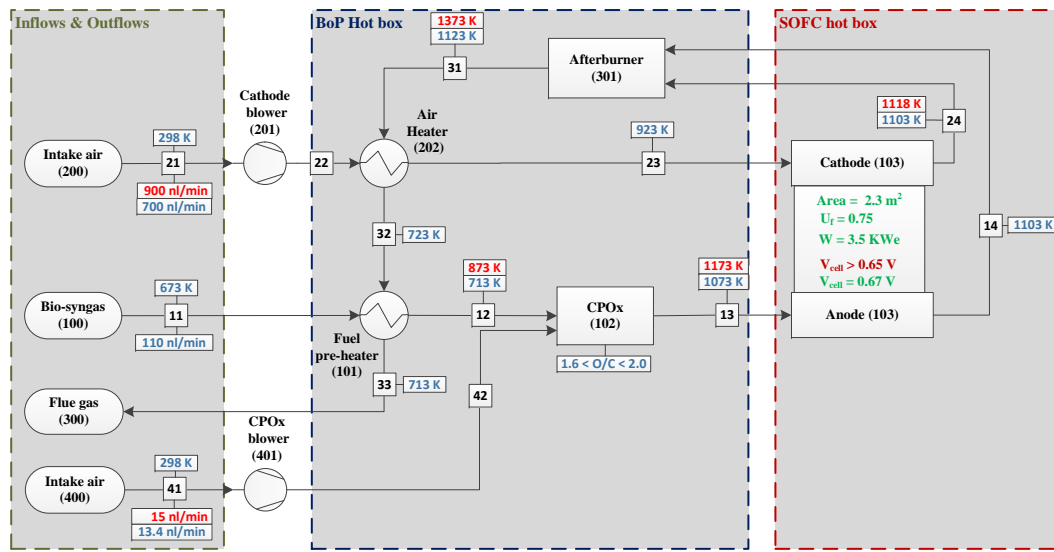 Inflows & Outflows
BoP Hot box
SOFC hot box
1373 K
1123 K
31
Afterburner
(301)
Cathode
blower
(201)
Air
Heater
(202)
1118 K
1103 K
24
298 K
923 K
Intake air
(200)
21
22
23
Cathode (103)
900 nl/min
700 nl/min
Area = 2.3 m²
Uf = 0.75
W = 3.5 KWe
Vcell > 0.65 V
Vcell = 0.67 V
14
1103 K
32
723 K
673 K
873 K
713 K
1173 K
1073 K
Bio-syngas
(100)
11
12
CPOx
(102)
13
Anode (103)
110 nl/min
Fuel
pre-heater
(101)
1.6 < O/C < 2.0
33
713 K
42
Flue gas
(300)
CPOx
blower
(401)
298 K
Intake air
(400)
41
15 nl/min
13.4 nl/min